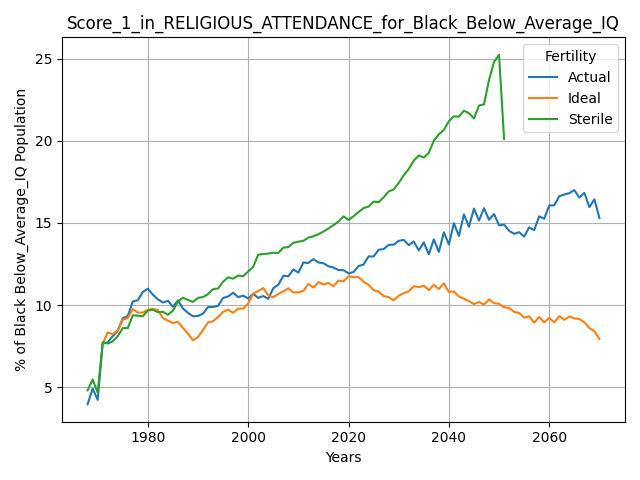 Score_1_in_RELIGIOUS_ATTENDANCE_for_Black_Below_Average_IQ
% of Black Below_Average_IQ Population
25
20
15
10
5
Fertility
Actual
Ideal
Sterile
1980 2000 2020 2040 2060
Years